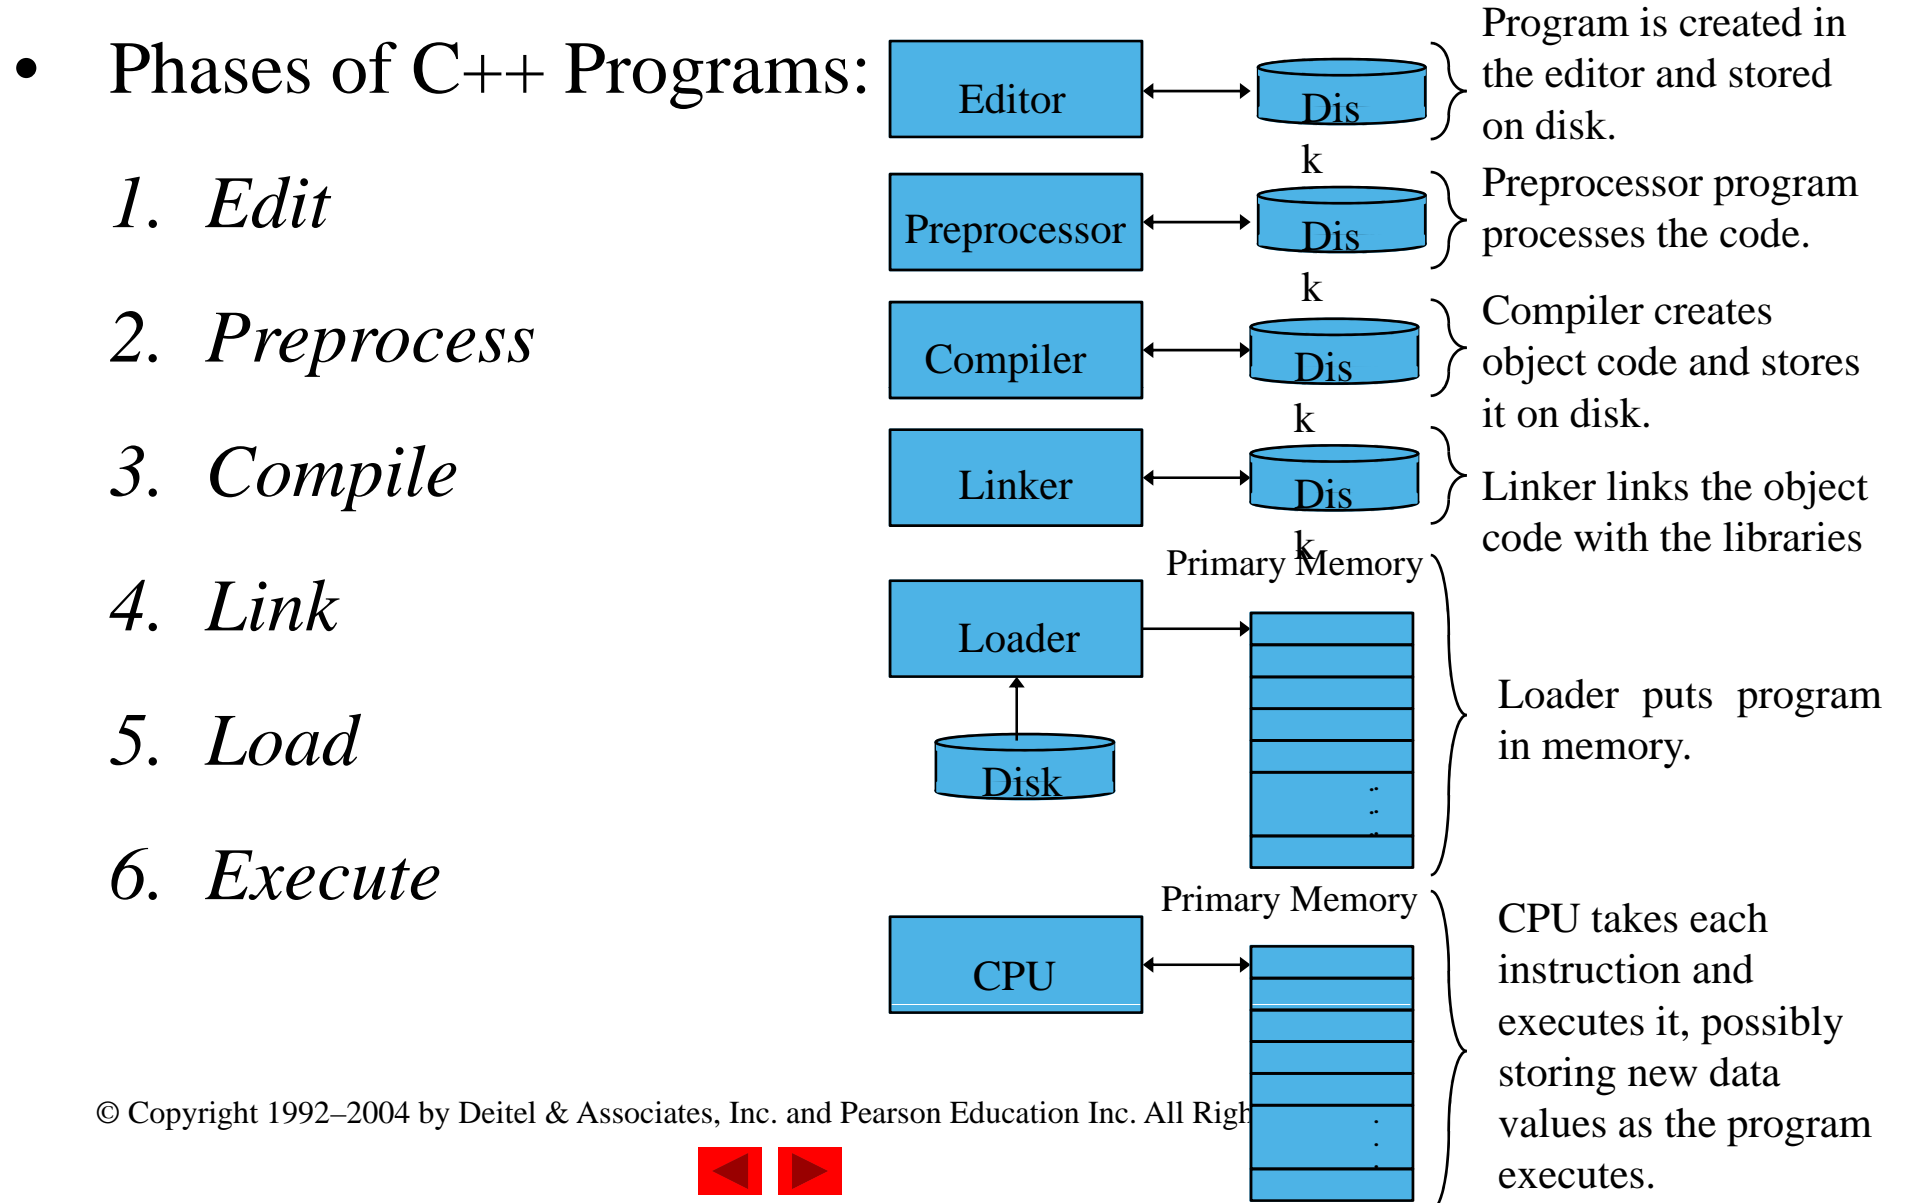 • Phases of C++ Programs:
1. Edit
2. Preprocess
3. Compile
4. Link
5. Load
6. Execute
Editor
Dis
k
Program is created in
the editor and stored
on disk.
Preprocessor
Dis
k
Preprocessor program
processes the code.
Compiler
Dis
k
Compiler creates
object code and stores
it on disk.
Linker
Dis
k
Linker links the object
code with the libraries
Primary Memory
Loader
Disk
Loader puts program
in memory.
Primary Memory
CPU
CPU takes each
instruction and
executes it, possibly
storing new data
values as the program
executes.
© Copyright 1992–2004 by Deitel & Associates, Inc. and Pearson Education Inc. All Righ